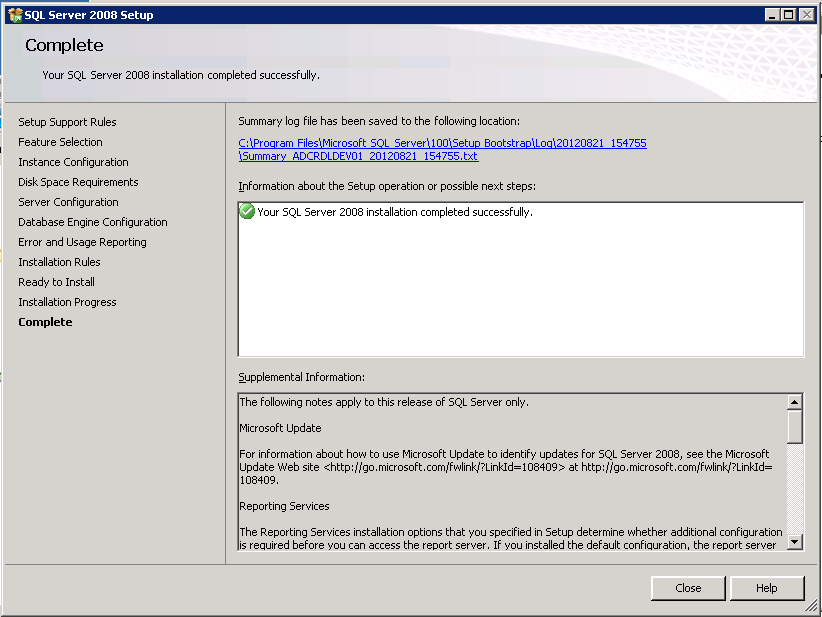 SQL Server 2008 Setup
Complete
Your SQL Server 2008 installation completed successfully.
Setup Support Rules
Feature Selection
Instance Configuration
Disk Space Requirements
Server Configuration
Database Engine Configuration
Error and Usage Reporting
Installation Rules
Ready to Install
Installation Progress
Complete
Summary log file has been saved to the following location:
C:\Program Files\Microsoft SQL Server\100\Setup Bootstrap\Log\20120821_154755
\Summary_ADCRDLDEV01_20120821_154755.txt
Information about the Setup operation or possible next steps:
Your SQL Server 2008 installation completed successfully.
Supplemental Information:
The following notes apply to this release of SQL Server only.
Microsoft Update
For information about how to use Microsoft Update to identify updates for SQL Server 2008, see the Microsoft
Update Web site <http://go.microsoft.com/fwlink/?LinkId=108409> at http://go.microsoft.com/fwlink/?LinkId=
108409.
Reporting Services
The Reporting Services installation options that you specified in Setup determine whether additional configuration
is required before you can access the report server. If you installed the default configuration, the report server
Close
Help